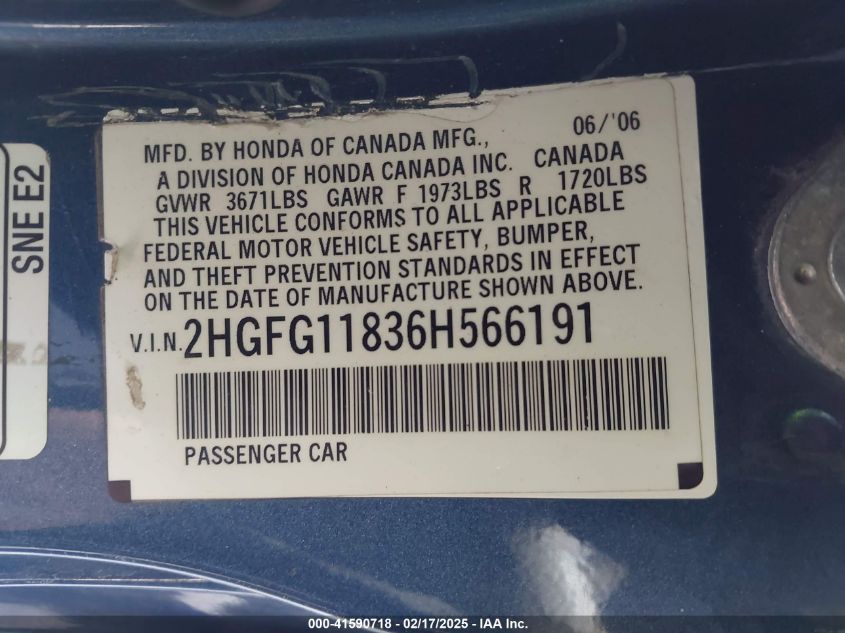 06/'06
MFD. BY HONDA OF CANADA MFG.,
A DIVISION OF HONDA CANADA INC. CANADA
GVWR 3671LBS GAWR F 1973LBS R 1720LBS
THIS VEHICLE CONFORMS TO ALL APPLICABLE
FEDERAL MOTOR VEHICLE SAFETY, BUMPER,
AND THEFT PREVENTION STANDARDS IN EFFECT
ON THE DATE OF MANUFACTURE SHOWN ABOVE.
V.I.N. 2HGFG11836H566191
PASSENGER CAR
SNE E2
000-41590718 - 02/17/2025 - IAA Inc.